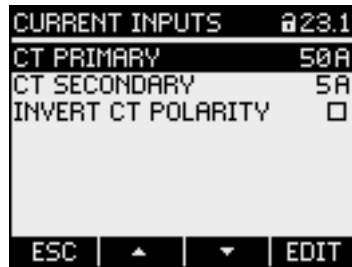 CURRENT INPUTS 23.1
CT PRIMARY 50A
CT SECONDARY 5A
INVERT CT POLARITY
ESC EDIT